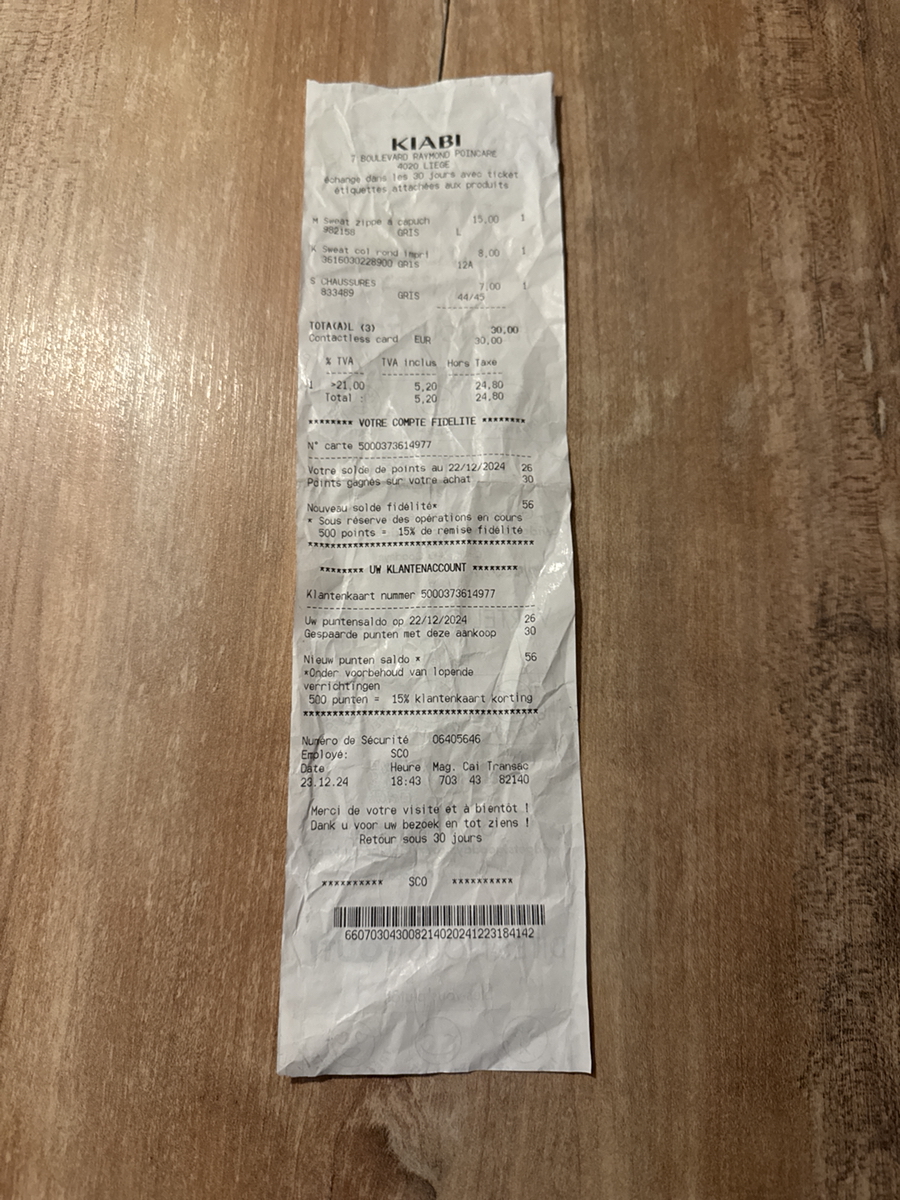 KIABI
7 BOULEVARD RAYMOND POINCARE
4020 LIEGE
échange dans les 30 jours avec ticket
étiquettes attachées aux produits
H Sweat zippe à capuch 15,00 1
982158 GRIS L
K Sweat col rond impri 8,00 1
3616030228900 GRIS 12A
S CHAUSSURES 7,00 1
833489 GRIS 44/45
------------
TOTA(A)L (3) 30,00
Contactless card EUR 30,00
% TVA TVA inclus Hors Taxe
------ --------- ---------
1 >21,00 5,20 24,80
Total : 5,20 24,80
******** VOTRE COMPTE FIDELITE ********
N° carte 5000373614977
--------------------------------------
Votre solde de points au 22/12/2024 26
Points gagnés sur votre achat 30
Nouveau solde fidélité* 56
* Sous réserve des opérations en cours
500 points = 15% de remise fidélité
**************************************
******** UW KLANTENACCOUNT ********
Klantenkaart nummer 5000373614977
--------------------------------------
Uw puntensaldo op 22/12/2024 26
Gespaarde punten met deze aankoop 30
Nieuw punten saldo * 56
*Onder voorbehoud van lopende
verrichtingen
500 punten = 15% klantenkaart korting
***************************************
Numéro de Sécurité 06405646
Employé: SCO
Date Heure Mag. Cai Transac
23.12.24 18:43 703 43 82140
Merci de votre visite et à bientôt !
Dank u voor uw bezoek en tot ziens !
Retour sous 30 jours
********** SCO **********
660703043008214020241223184142